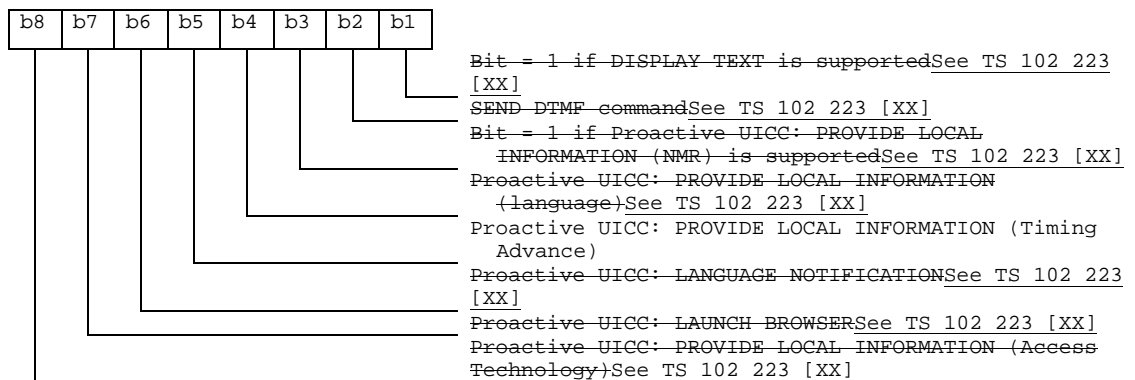 b8 b7 b6 b5 b4 b3 b2 b1
Bit = 1 if DISPLAY TEXT is supportedSee TS 102 223
[XX]
SEND DTMF commandSee TS 102 223 [XX]
Bit = 1 if Proactive UICC: PROVIDE LOCAL
INFORMATION (NMR) is supportedSee TS 102 223 [XX]
Proactive UICC: PROVIDE LOCAL INFORMATION
(language)See TS 102 223 [XX]
Proactive UICC: PROVIDE LOCAL INFORMATION (Timing
Advance)
Proactive UICC: LANGUAGE NOTIFICATIONSee TS 102 223
[XX]
Proactive UICC: LAUNCH BROWSERSee TS 102 223 [XX]
Proactive UICC: PROVIDE LOCAL INFORMATION (Access
Technology)See TS 102 223 [XX]